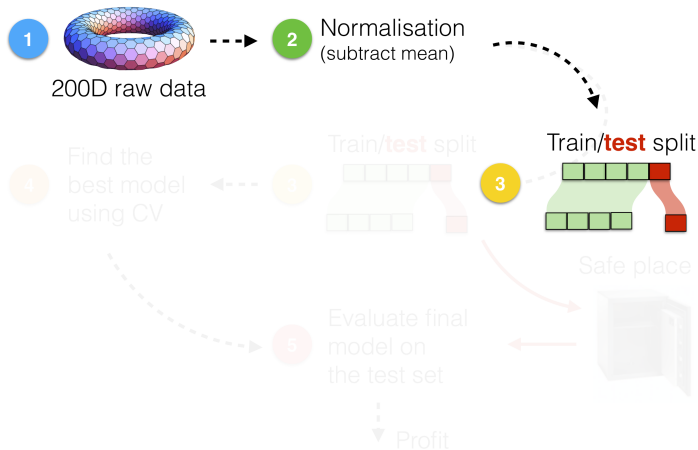 1
2
Normalisation
(subtract mean)
200D raw data
Train/test split
3
4
Find the
best model
using CV
3
Train/test split
Safe place
5
Evaluate final
model on
the test set
Profit